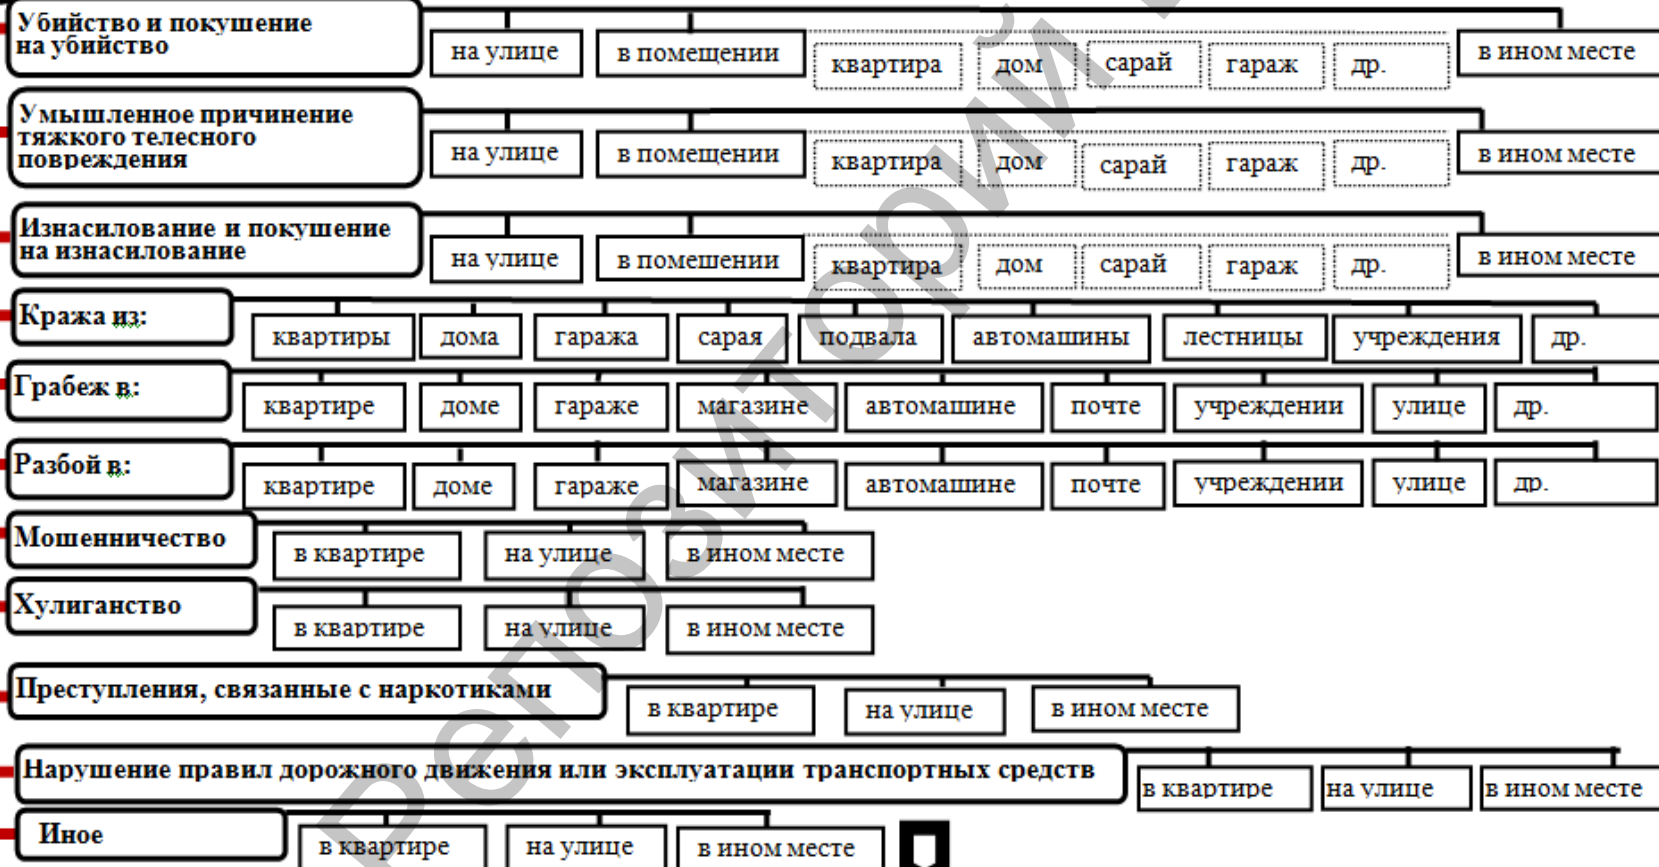 Убийство и покушение
на убийство
на улице
в помещении
квартира
дом
сарай
гараж
др.
в ином месте
Умышленное причинение
тяжкого телесного
повреждения
на улице
в помещении
квартира
дом
сарай
гараж
др.
в ином месте
Изнасилование и покушение
на изнасилование
на улице
в помешении
квартира
дом
сарай
гараж
др.
в ином месте
Кража из:
квартиры
дома
гаража
сарая
подвала
автомашины
лестницы
учреждения
др.
Грабеж в:
квартире
доме
гараже
магазине
автомашине
почте
учреждении
улице
др.
Разбой в:
квартире
доме
гараже
магазине
автомашине
почте
учреждении
улице
др.
Мошенничество
в квартире
на улице
в ином месте
Хулиганство
в квартире
на улице
в ином месте
Преступления, связанные с наркотиками
в квартире
на улице
в ином месте
Нарушение правил дорожного движения или эксплуатации транспортных средств
в квартире
на улице
в ином месте
Иное
в квартире
на улице
в ином месте
Репозиторий